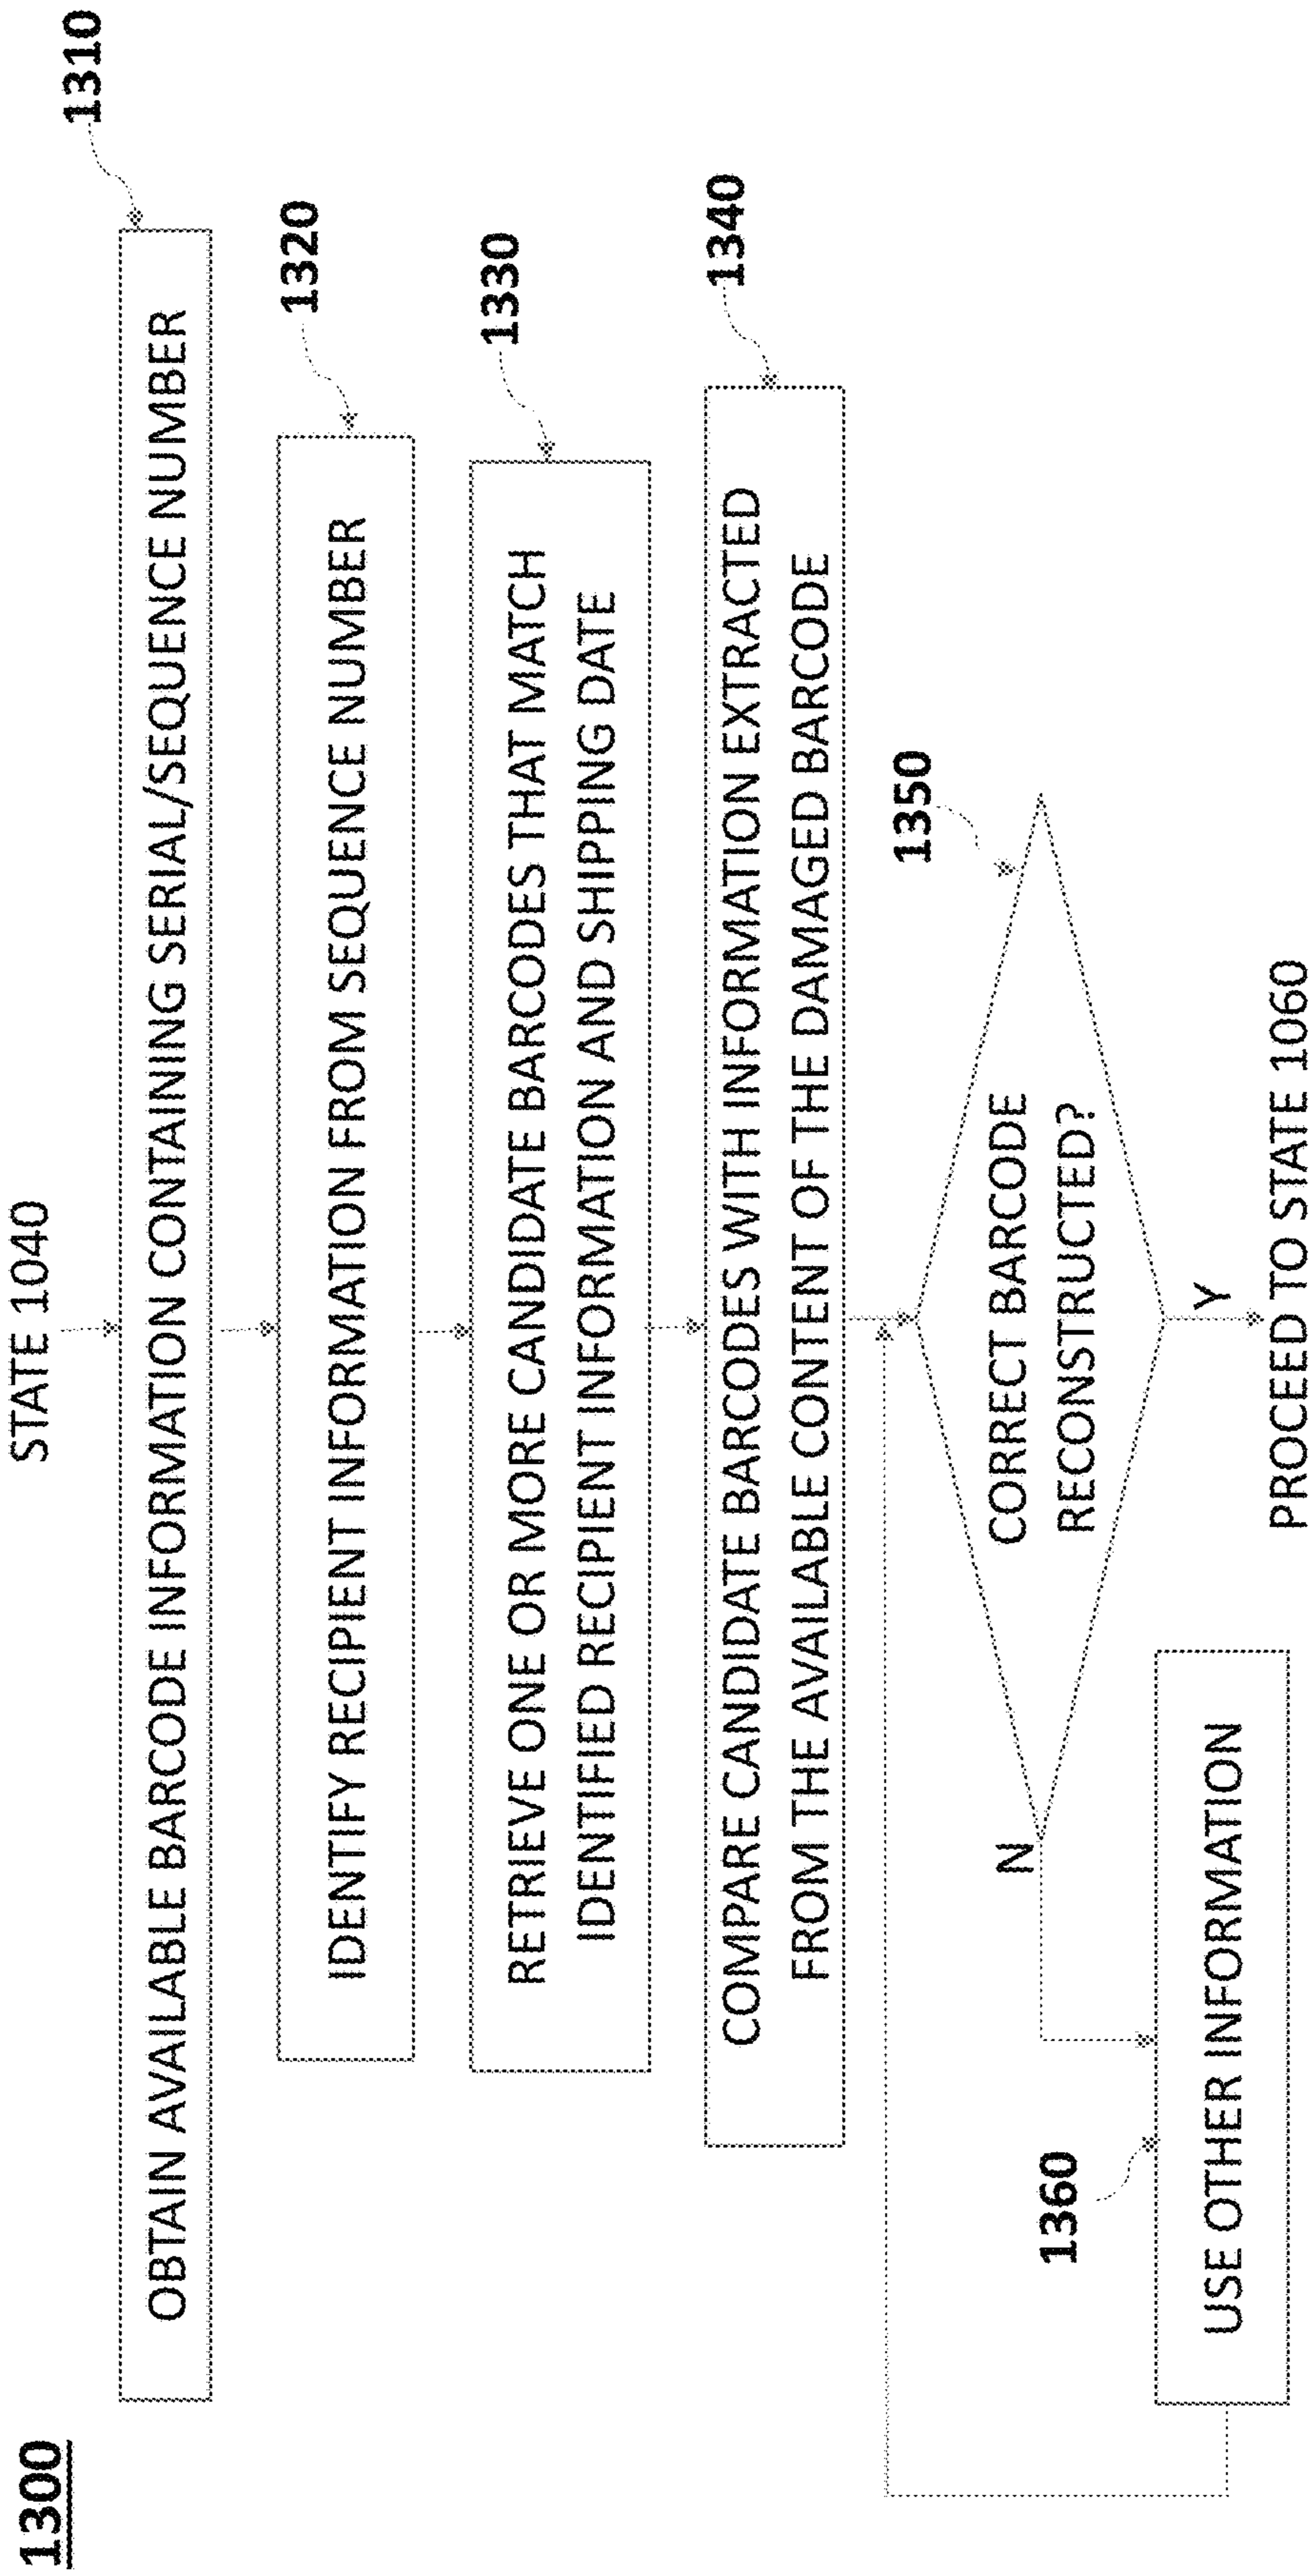 1300
STATE 1040
1310
OBTAIN AVAILABLE BARCODE INFORMATION CONTAINING SERIAL/SEQUENCE NUMBER
1320
IDENTIFY RECIPIENT INFORMATION FROM SEQUENCE NUMBER
1330
RETRIEVE ONE OR MORE CANDIDATE BARCODES THAT MATCH
IDENTIFIED RECIPIENT INFORMATION AND SHIPPING DATE
1340
COMPARE CANDIDATE BARCODES WITH INFORMATION EXTRACTED
FROM THE AVAILABLE CONTENT OF THE DAMAGED BARCODE
1350
CORRECT BARCODE
RECONSTRUCTED?
N
1360
USE OTHER INFORMATION
Y
PROCEED TO STATE 1060